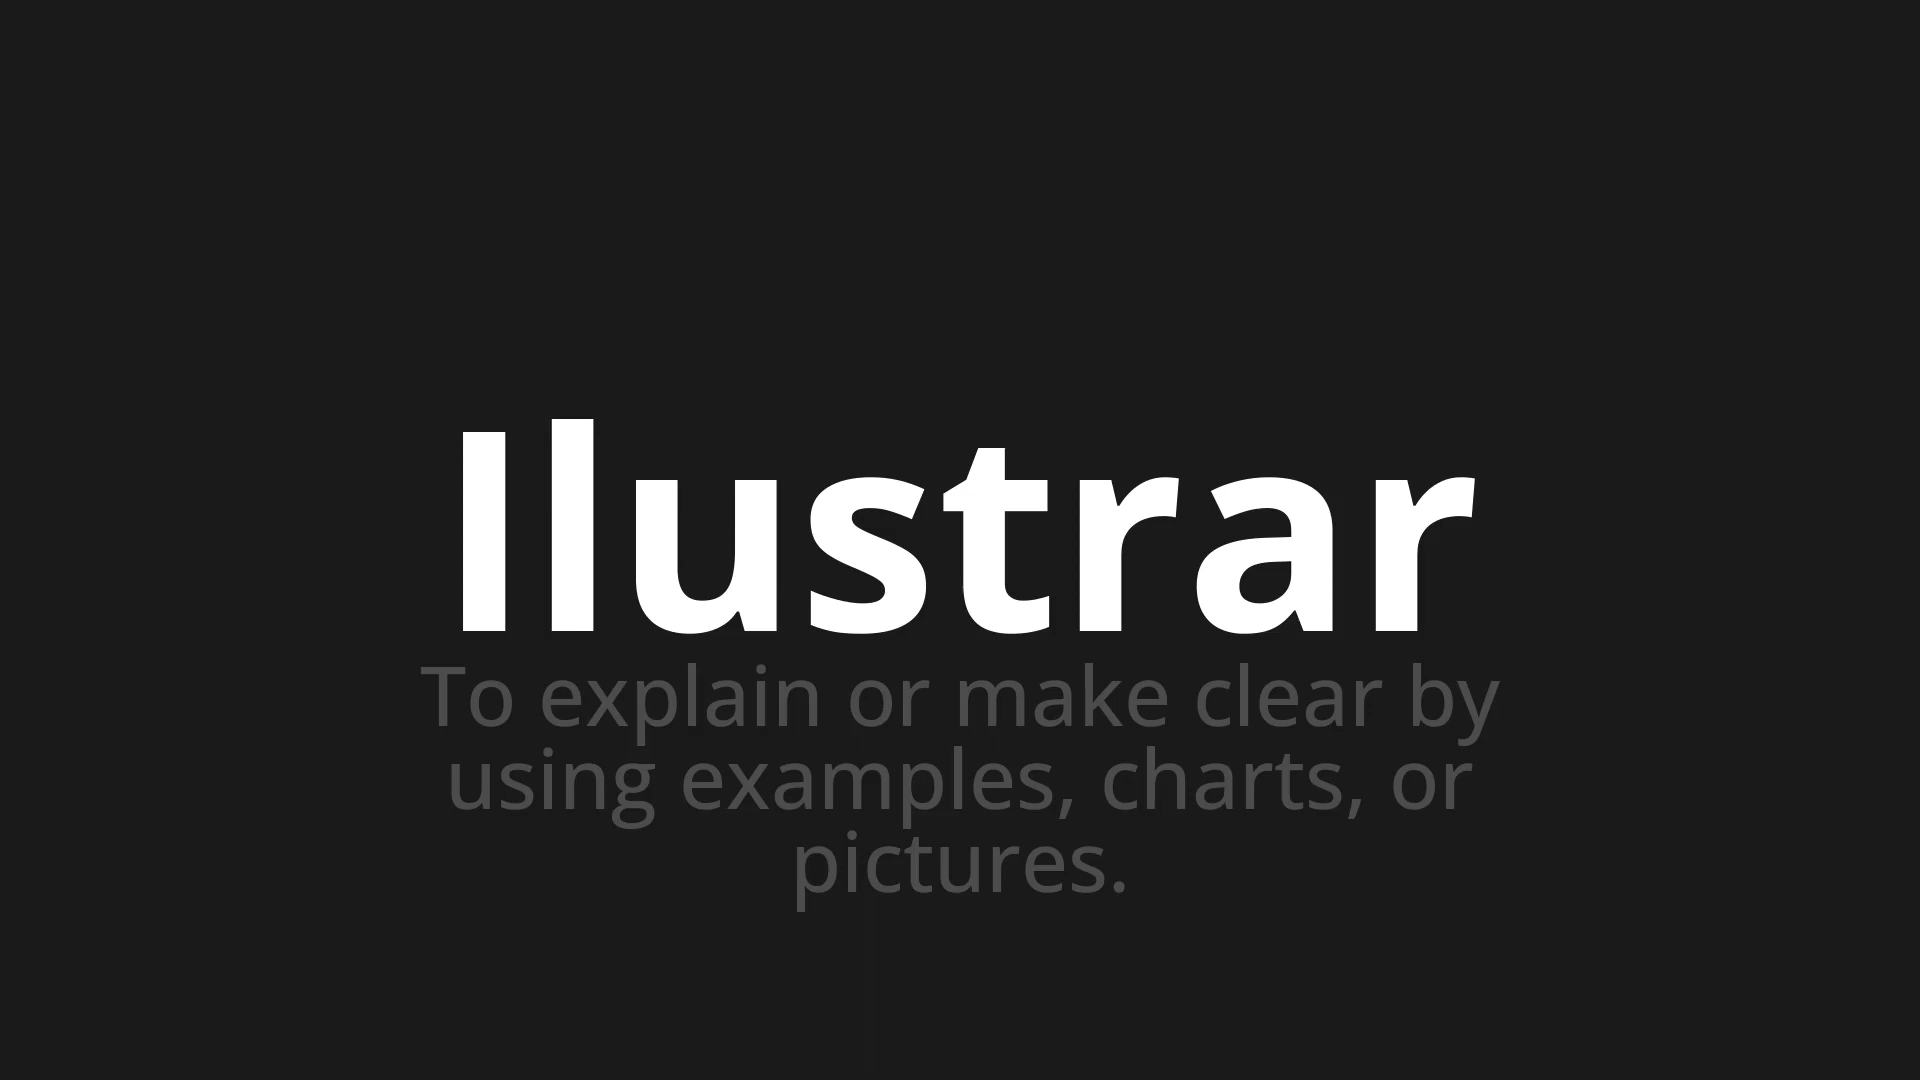 Ilustrar
To explain or make clear by
using examples, charts, or
pictures.